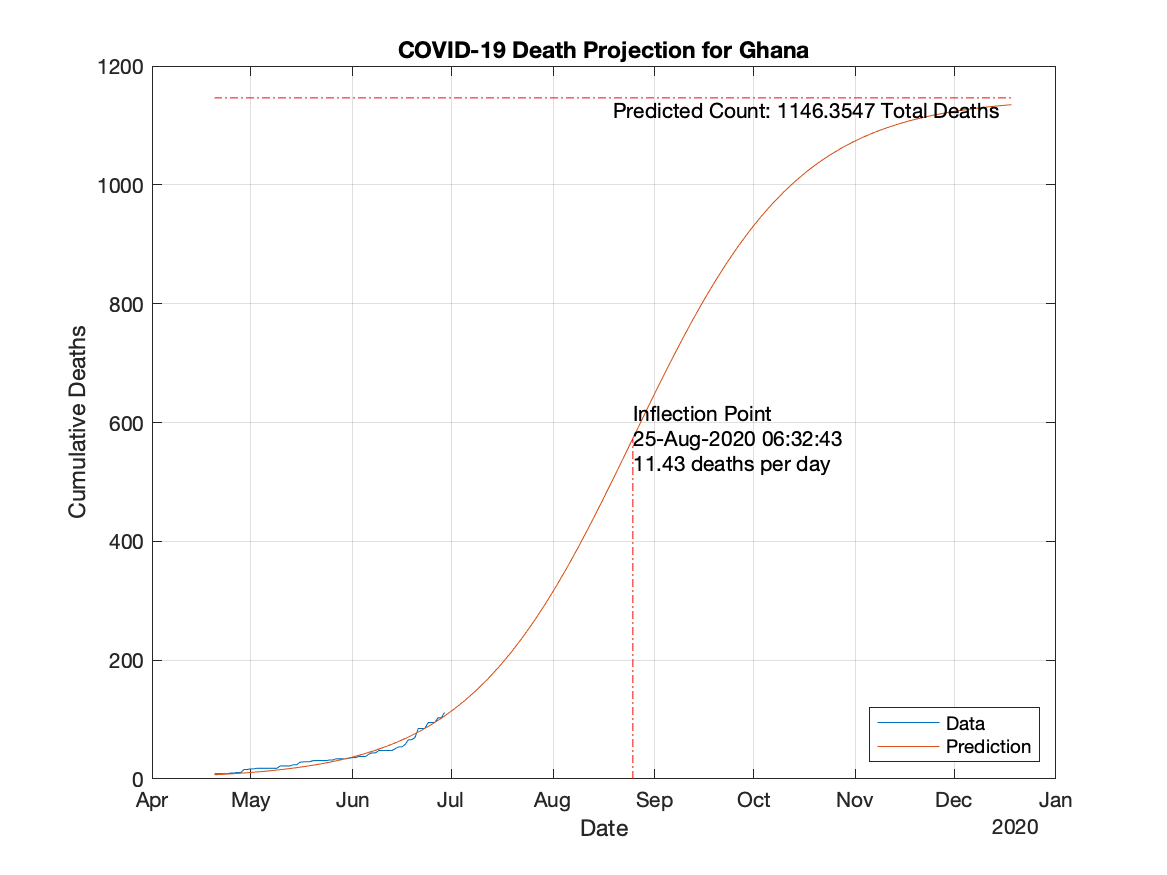 COVID-19 Death Projection for Ghana
1200
1000
800
600
400
200
0
Cumulative Deaths
Predicted Count: 1146.3547 Total Deaths
Inflection Point
25-Aug-2020 06:32:43
11.43 deaths per day
Data
Prediction
Apr May Jun Jul Aug Sep Oct Nov Dec Jan
Date
2020